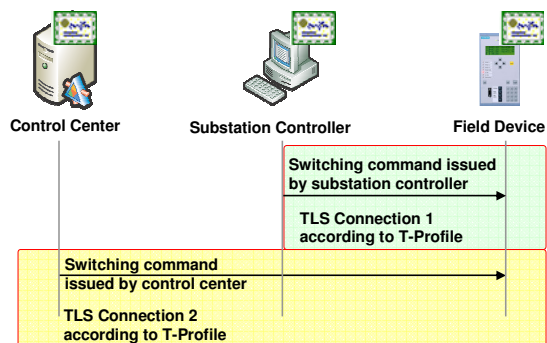 Control Center
Substation Controller
Field Device
Switching command issued
by substation controller
TLS Connection 1
according to T-Profile
Switching command
issued by control center
TLS Connection 2
according to T-Profile